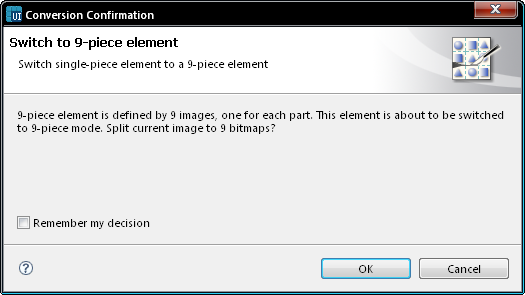 UI Conversion Confirmation
Switch to 9-piece element
Switch single-piece element to a 9-piece element
9-piece element is defined by 9 images, one for each part. This element is about to be switched
to 9-piece mode. Split current image to 9 bitmaps?
Remember my decision
? OK Cancel